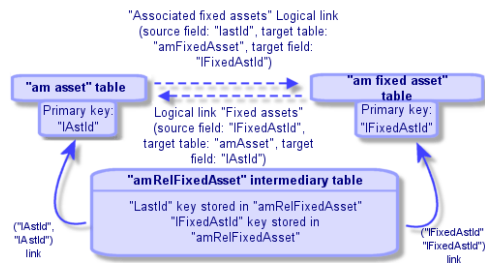 "Associated fixed assets" Logical link
(source field: "lastId", target table:
"amFixedAsset", target field:
"lFixedAstId")
"am asset" table
"am fixed asset"
table
Primary key:
"lAstId"
Primary key:
"lFixedAstId"
Logical link "Fixed assets"
(source field: "lFixedAstId",
target table: "amAsset", target
field: "lAstId")
"amRelFixedAsset" intermediary table
"LastId" key stored in "amRelFixedAsset"
"lFixedAstId" key stored in
"amRelFixedAsset"
("lAstId",
"lAstId")
link
("lFixedAstId"
"lFixedAstId")
link